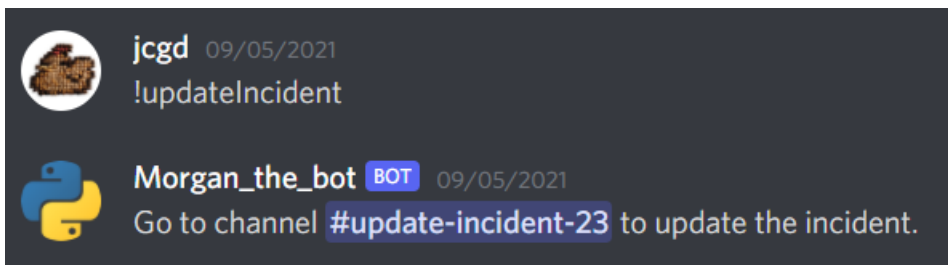 jcgd 09/05/2021
!updateIncident
Morgan_the_bot BOT 09/05/2021
Go to channel #update-incident-23 to update the incident.